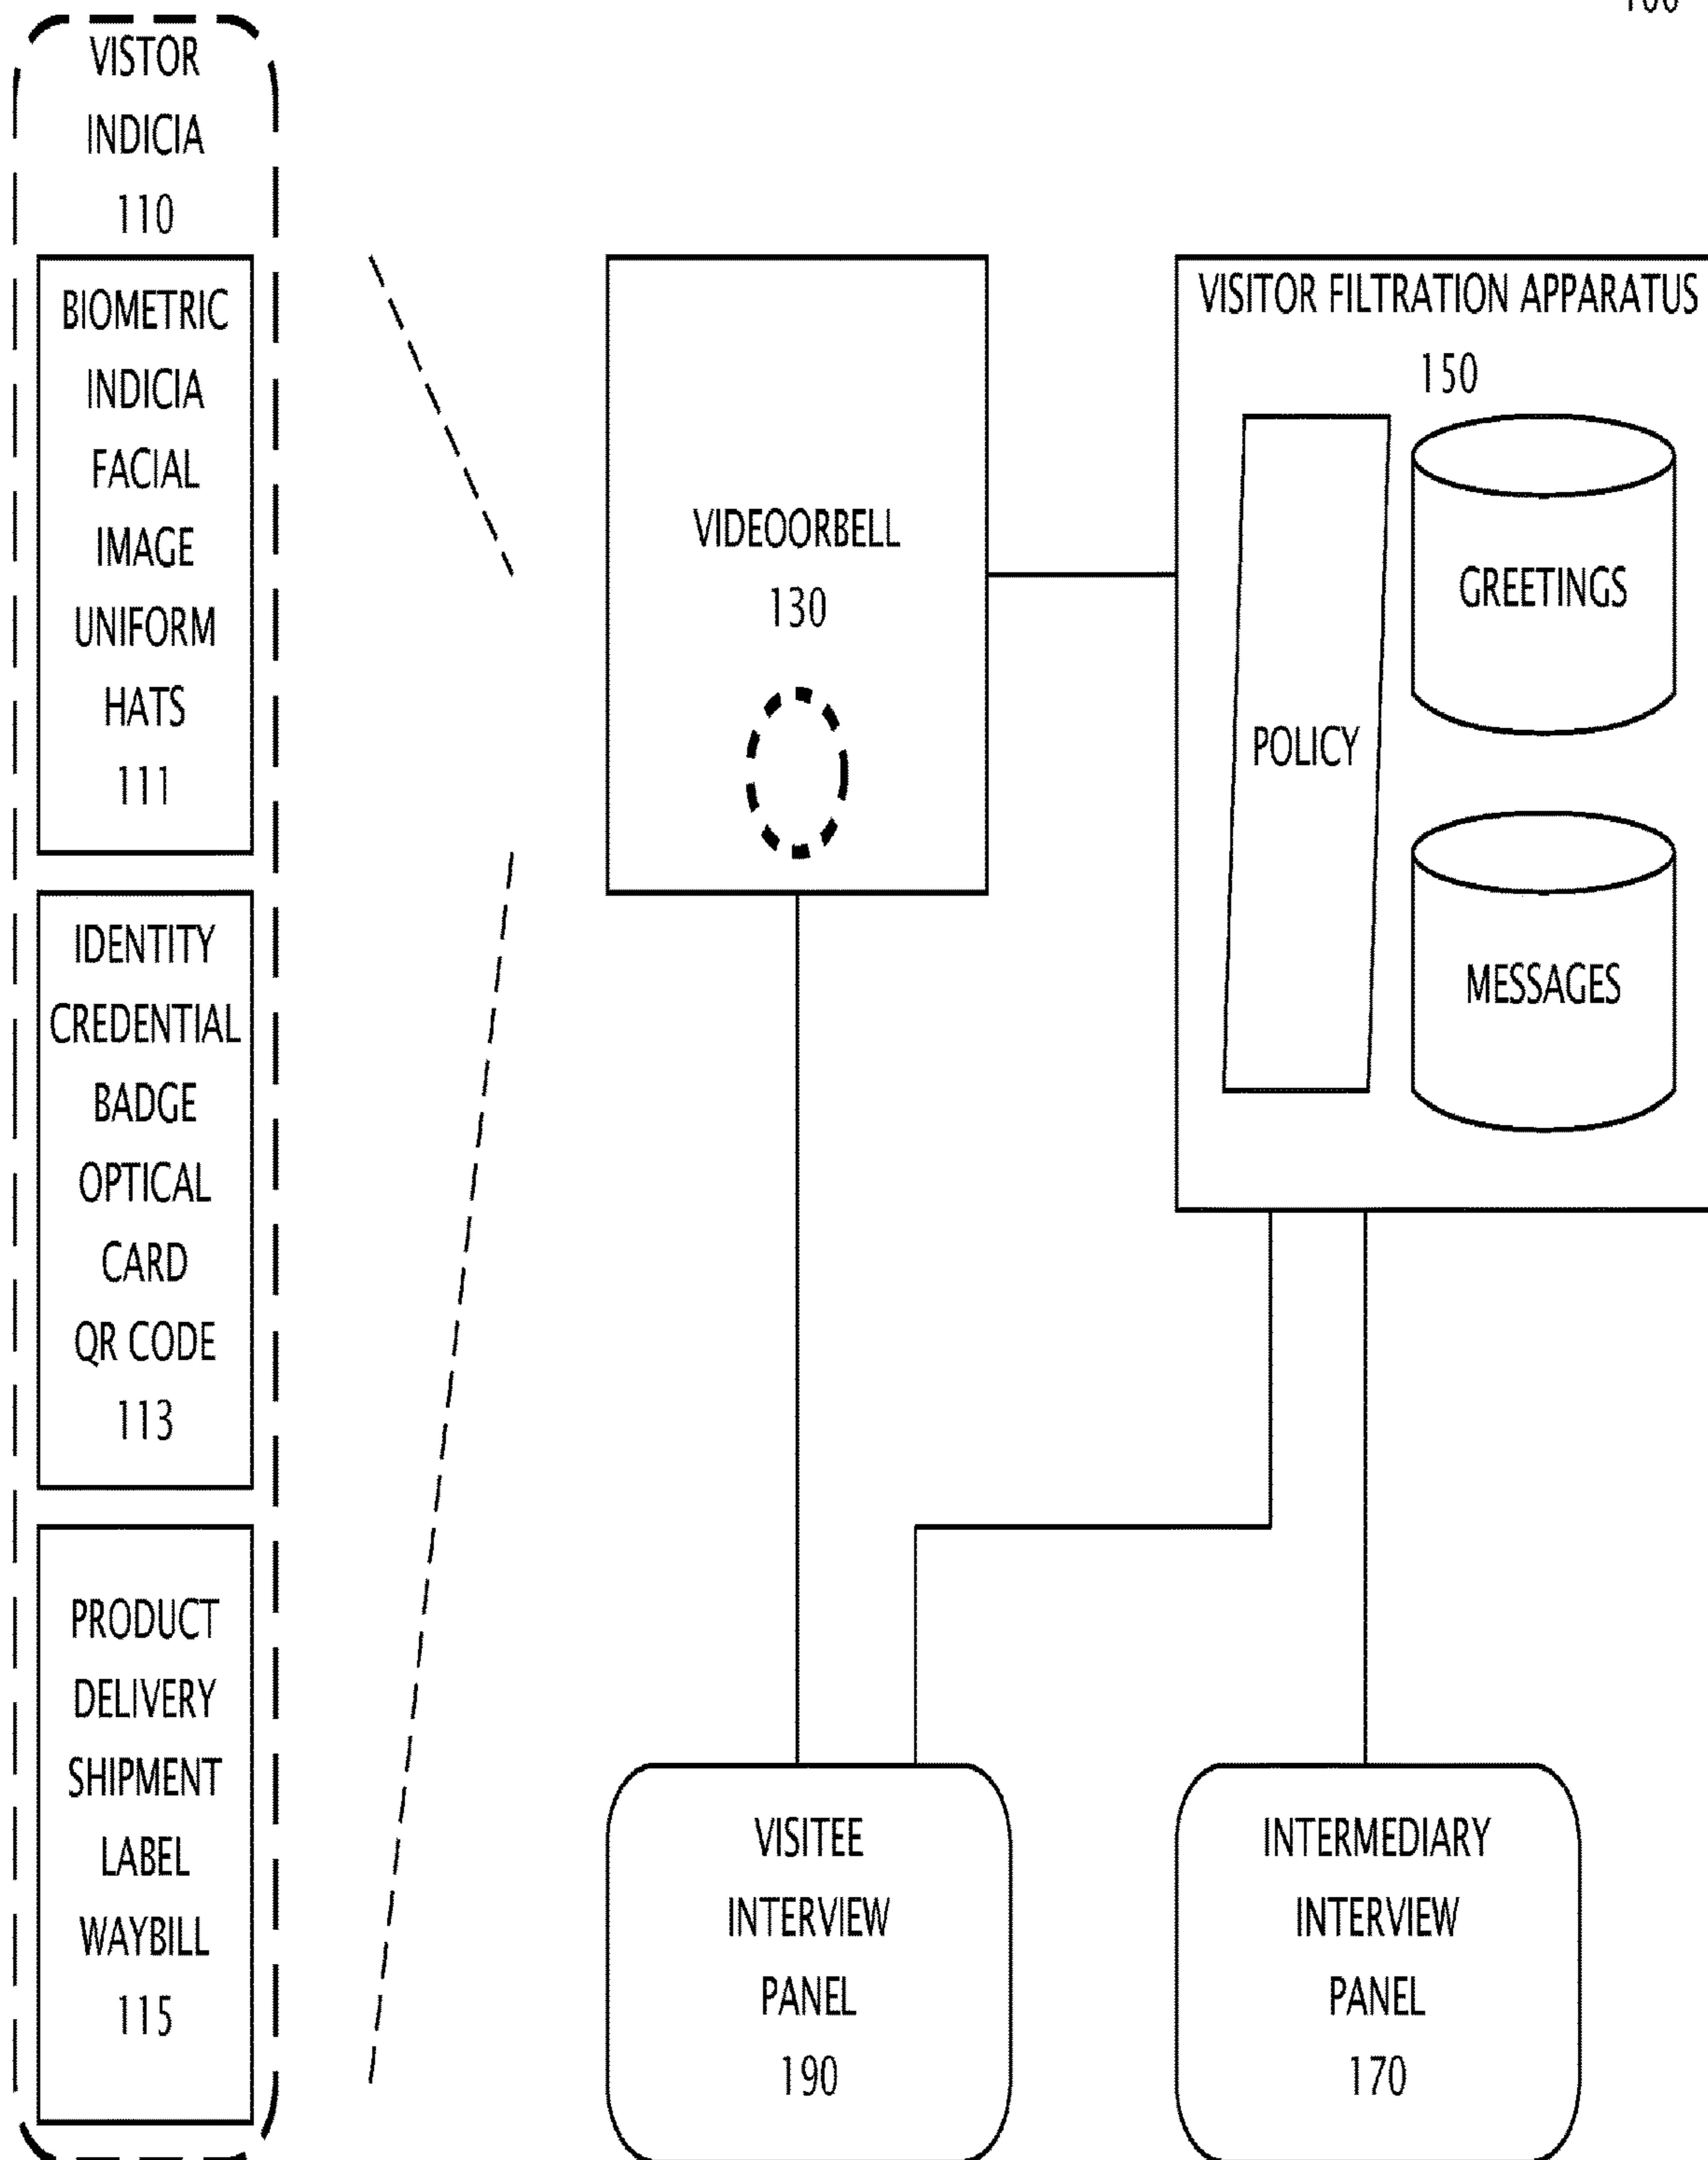 100
VISTOR
INDICIA
110
BIOMETRIC
INDICIA
FACIAL
IMAGE
UNIFORM
HATS
111
IDENTITY
CREDENTIAL
BADGE
OPTICAL
CARD
QR CODE
113
PRODUCT
DELIVERY
SHIPMENT
LABEL
WAYBILL
115
VIDEOORBELL
130
VISITOR FILTRATION APPARATUS
150
POLICY
GREETINGS
MESSAGES
VISITEE
INTERVIEW
PANEL
190
INTERMEDIARY
INTERVIEW
PANEL
170